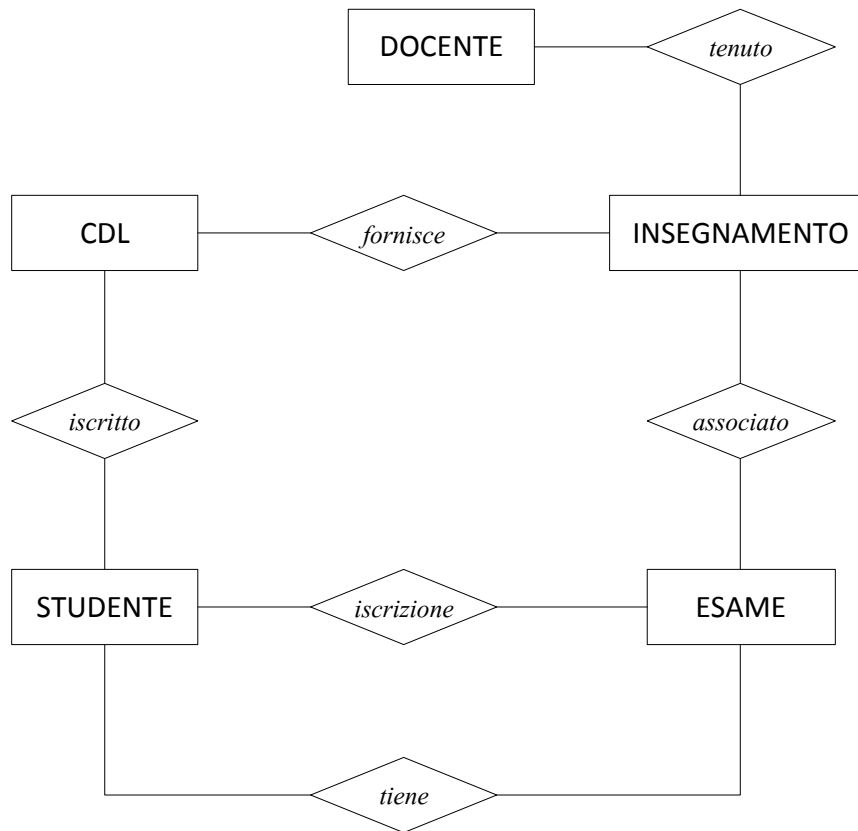 DOCENTE
tenuto
CDL
fornisce
INSEGNAMENTO
iscritto
associato
STUDENTE
iscrizione
ESAME
tiene